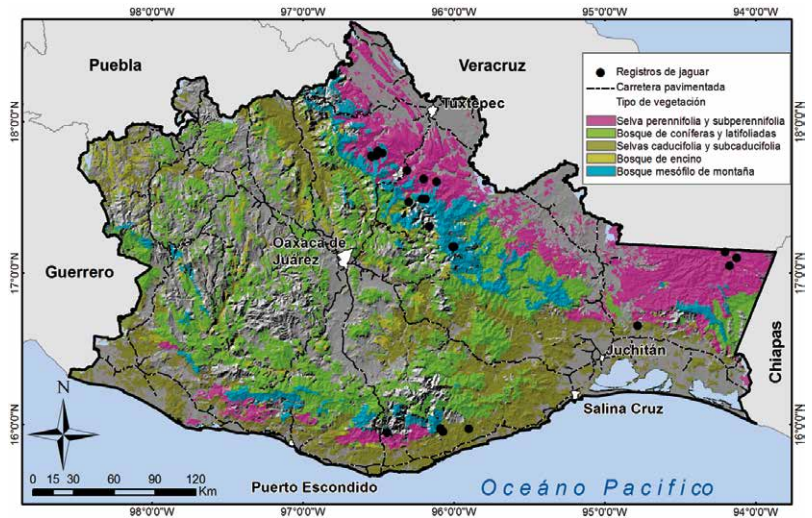 98°0'0"O
97°0'0"O
96°0'0"O
95°0'0"O
94°0'0"O
Puebla
Veracruz
Tuxtepec
Registros de jaguar
Carretera pavimentada
Tipo de vegetación
Selva perennifolia y subperennifolia
Bosque de coníferas y latifoliadas
Selvas caducifolia y subcaducifolia
Bosque de encino
Bosque mesófilo de montaña
18°0'0"N
18°0'0"N
Oaxaca de
Juárez
Guerrero
17°0'0"N
17°0'0"N
Chiapas
Juchitán
Salina Cruz
N
16°0'0"N
16°0'0"N
0 15 30 60 90 120
Km
Puerto Escondido
Oceáno Pacifico
98°0'0"O
97°0'0"O
96°0'0"O
95°0'0"O
94°0'0"O